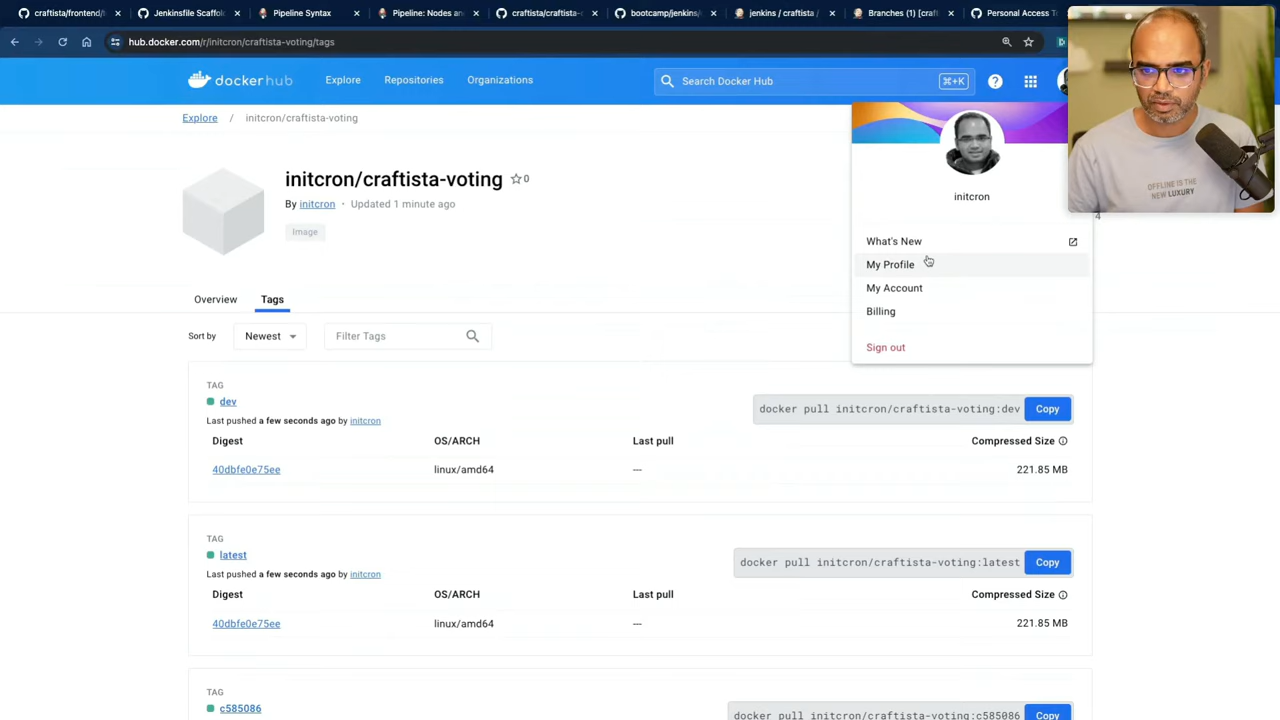 craftista/frontend/t
Jenkinsfile Scaffol
Pipeline Syntax
Pipeline: Nodes an
craftista/craftista-
bootcamp/jenkins/
jenkins / craftista /
Branches (1) [craft
Personal Access T
hub.docker.com/r/initcron/craftista-voting/tags
dockerhub
Explore
Repositories
Organizations
Search Docker Hub
⌘+K
Explore / initcron/craftista-voting
initcron/craftista-voting
0
By initcron · Updated 1 minute ago
Image
initcron
What's New
My Profile
My Account
Billing
Sign out
OFFLINE IS THE
NEW LUXURY
4
Overview
Tags
Sort by
Newest
Filter Tags
TAG
dev
Last pushed a few seconds ago by initcron
docker pull initcron/craftista-voting:dev
Copy
Digest
OS/ARCH
Last pull
Compressed Size
40dbfe0e75ee
linux/amd64
---
221.85 MB
TAG
latest
Last pushed a few seconds ago by initcron
docker pull initcron/craftista-voting:latest
Copy
Digest
OS/ARCH
Last pull
Compressed Size
40dbfe0e75ee
linux/amd64
---
221.85 MB
TAG
c585086
docker pull initcron/craftista-voting:c585086
Copy